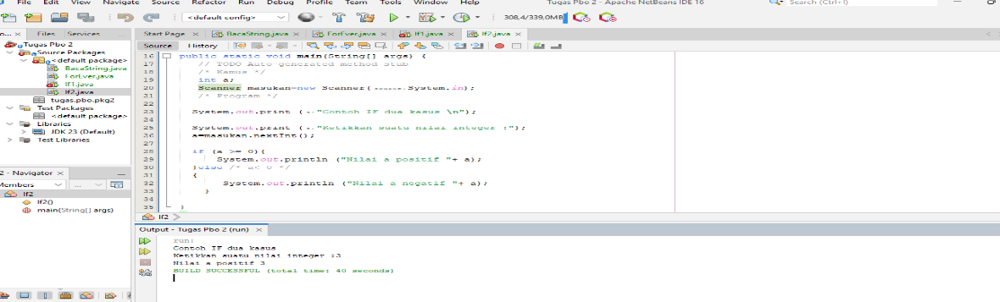 File Edit View Navigate Source Refactor Run Debug Profile Team Tools Window Help
Tugas Pbo 2 - Apache NetBeans IDE 16
Search (Ctrl+I)
<default config>
308,4/339,0MB
Files Services
Start Page BacaString.java ForEver.java If1.java If2.java
Source History
Tugas Pbo 2
Source Packages
<default package>
BacaString.java
ForEver.java
If1.java
If2.java
tugas.pbo.pkg2
Test Packages
<default package>
Libraries
JDK 23 (Default)
Test Libraries
2 - Navigator
Members
...
If2
If2()
main(String[] args)
16 public static void main(String[] args) {
17 // TODO Auto-generated method stub
18 /* Kamus */
19 int a;
20 Scanner masukan=new Scanner( source: System.in);
21 /* Program */
22
23 System.out.print ( s: "Contoh IF dua kasus \n");
24
25 System.out.print ( s: "Ketikkan suatu nilai integer :");
26 a=masukan.nextInt();
27
28 if (a >= 0){
29 System.out.println ("Nilai a positif "+ a);
30 }else /* a< 0 */
31 {
32 System.out.println ("Nilai a negatif "+ a);
33 }
34
35 }
If2
Output - Tugas Pbo 2 (run)
run:
Contoh IF dua kasus
Ketikkan suatu nilai integer :3
Nilai a positif 3
BUILD SUCCESSFUL (total time: 40 seconds)